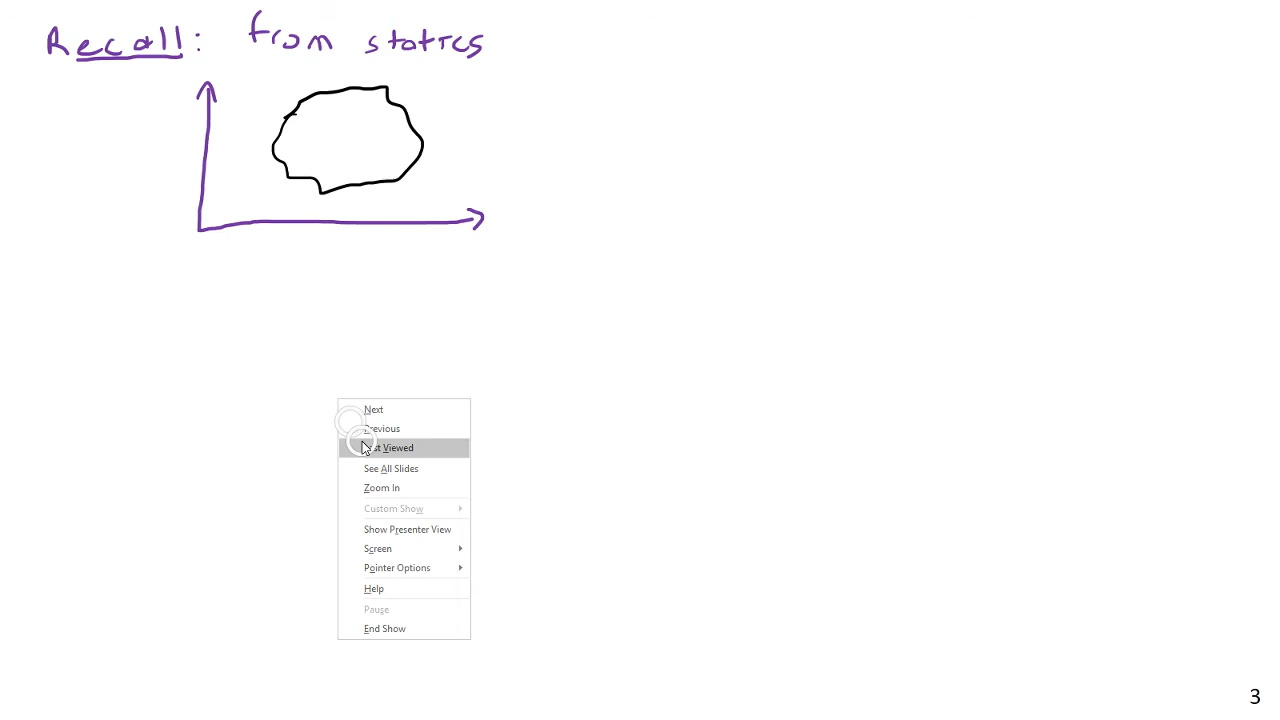 Recall: from statics
Next
Previous
Viewed
See All Slides
Zoom In
Custom Show
Show Presenter View
Screen
Pointer Options
Help
Pause
End Show
3